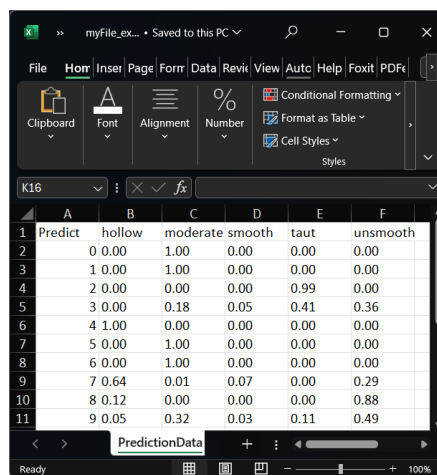 myFile_ex... • Saved to this PC
File Hom Inser Page Form Data Revie View Auto Help Foxit PDFe
Clipboard Font Alignment Number
Conditional Formatting
Format as Table
Cell Styles
Styles
K16 fx
A B C D E F
1 Predict hollow moderate smooth taut unsmooth
2 0 0.00 1.00 0.00 0.00 0.00
3 1 0.00 1.00 0.00 0.00 0.00
4 2 0.00 0.00 0.00 0.99 0.00
5 3 0.00 0.18 0.05 0.41 0.36
6 4 1.00 0.00 0.00 0.00 0.00
7 5 0.00 1.00 0.00 0.00 0.00
8 6 0.00 1.00 0.00 0.00 0.00
9 7 0.64 0.01 0.07 0.00 0.29
10 8 0.12 0.00 0.00 0.00 0.88
11 9 0.05 0.32 0.03 0.11 0.49
PredictionData
Ready 100%